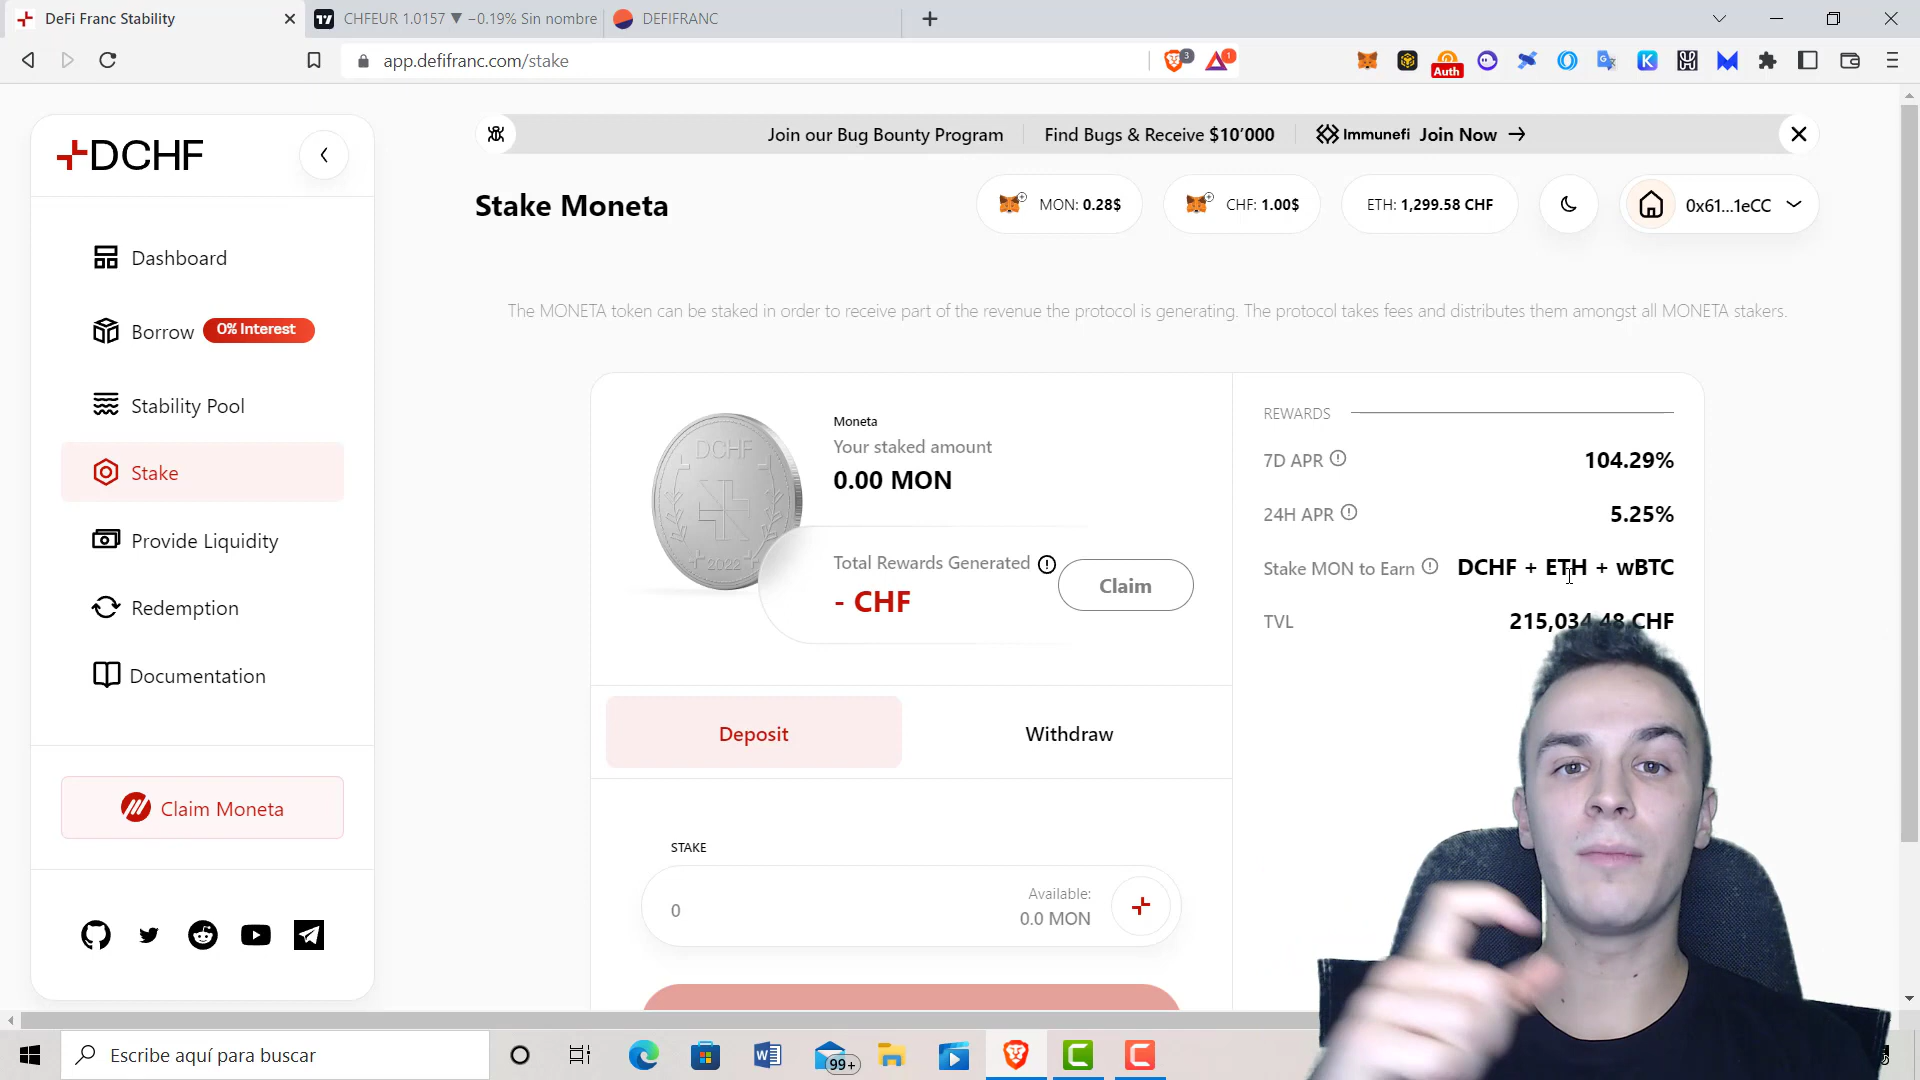 DeFi Franc Stability
CHFEUR 1.0157 ▼ −0.19% Sin nombre
DEFIFRANC
app.defifranc.com/stake
3
1
Auth
DCHF
Join our Bug Bounty Program
Find Bugs & Receive $10’000
Immunefi Join Now →
Stake Moneta
MON: 0.28$
CHF: 1.00$
ETH: 1,299.58 CHF
0x61...1eCC
Dashboard
Borrow 0% Interest
Stability Pool
Stake
Provide Liquidity
Redemption
Documentation
Claim Moneta
The MONETA token can be staked in order to receive part of the revenue the protocol is generating. The protocol takes fees and distributes them amongst all MONETA stakers.
DCHF
2022
Moneta
Your staked amount
0.00 MON
Total Rewards Generated
- CHF
Claim
REWARDS
7D APR 104.29%
24H APR 5.25%
Stake MON to Earn DCHF + ETH + wBTC
TVL 215,034.48 CHF
Deposit
Withdraw
STAKE
0
Available:
0.0 MON
Escribe aquí para buscar
99+